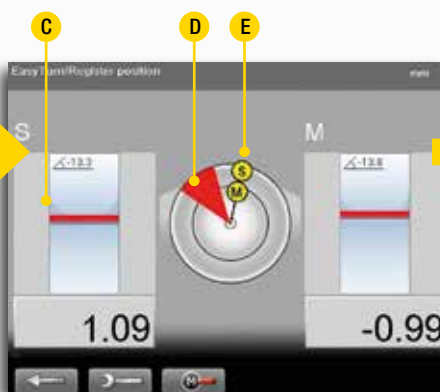 C D E
EasyTurn/Register position mm
S M
∠-13.3 S ∠-13.8
M
1.09 -0.99
M